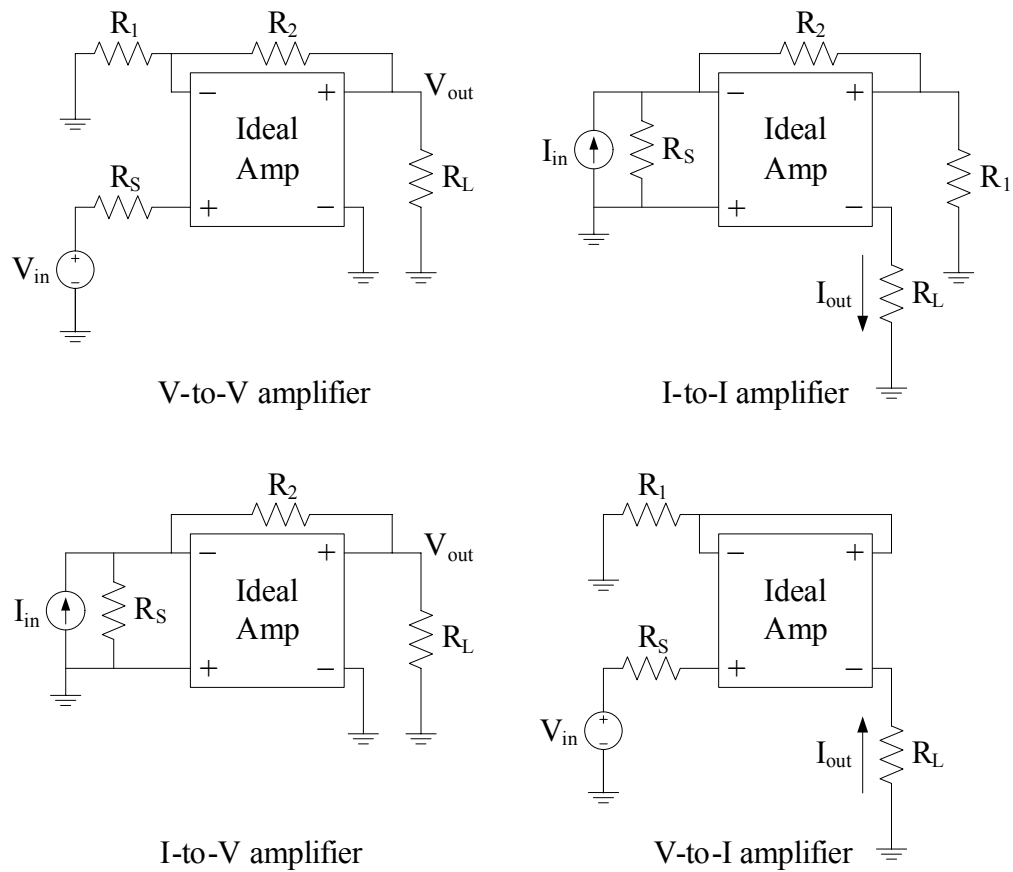 R1
R2
Vout
− +
Ideal
Amp
RS
RL
+ −
Vin
+
−
V-to-V amplifier
R2
− +
Iin
RS
Ideal
Amp
R1
+ −
Iout
RL
I-to-I amplifier
R2
Vout
− +
Iin
RS
Ideal
Amp
RL
+ −
I-to-V amplifier
R1
− +
Ideal
Amp
RS
+ −
Vin
+
−
Iout
RL
V-to-I amplifier